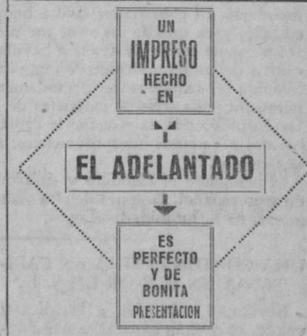 UN
IMPRESO
HECHO
EN
EL ADELANTADO
ES
PERFECTO
Y DE
BONITA
PRESENTACION